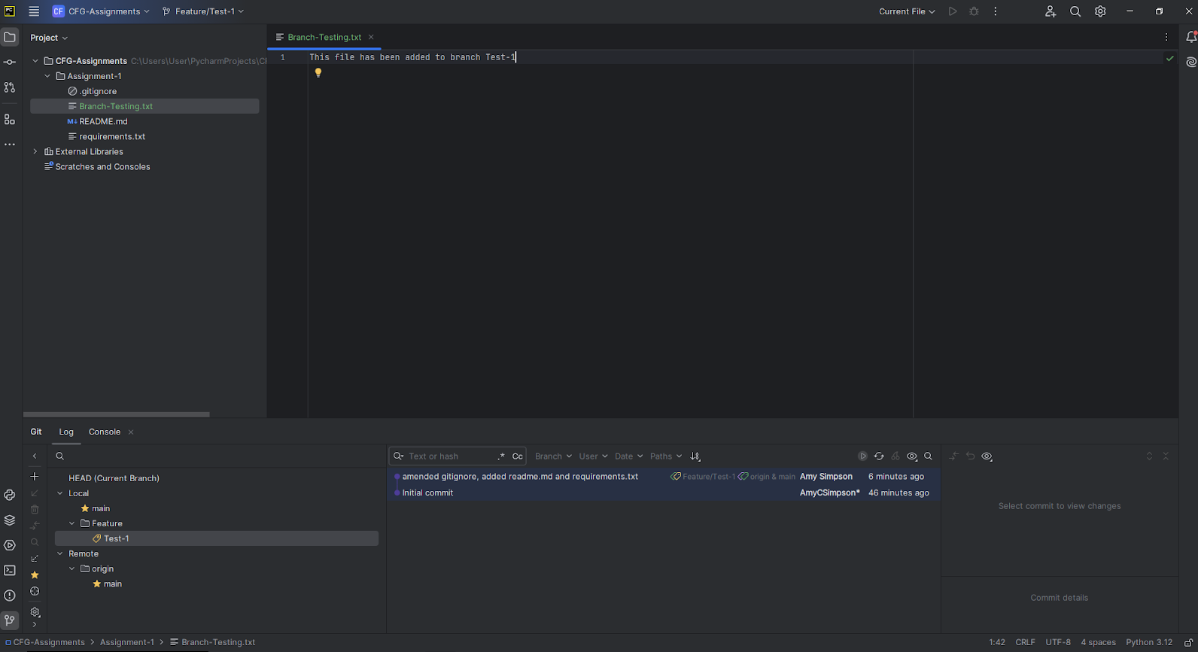 PC CF CFG-Assignments Feature/Test-1 Current File
Project
CFG-Assignments C:\Users\User\PycharmProjects\
Assignment-1
.gitignore
Branch-Testing.txt
M↓ README.md
requirements.txt
External Libraries
Scratches and Consoles
Branch-Testing.txt
1 This file has been added to branch Test-1
Git Log Console
HEAD (Current Branch)
Local
main
Feature
Test-1
Remote
origin
main
Text or hash .* Cc Branch User Date Paths
amended gitignore, added readme.md and requirements.txt Feature/Test-1 origin & main Amy Simpson 6 minutes ago
Initial commit AmyCSimpson* 46 minutes ago
Select commit to view changes
Commit details
CFG-Assignments > Assignment-1 > Branch-Testing.txt 1:42 CRLF UTF-8 4 spaces Python 3.12